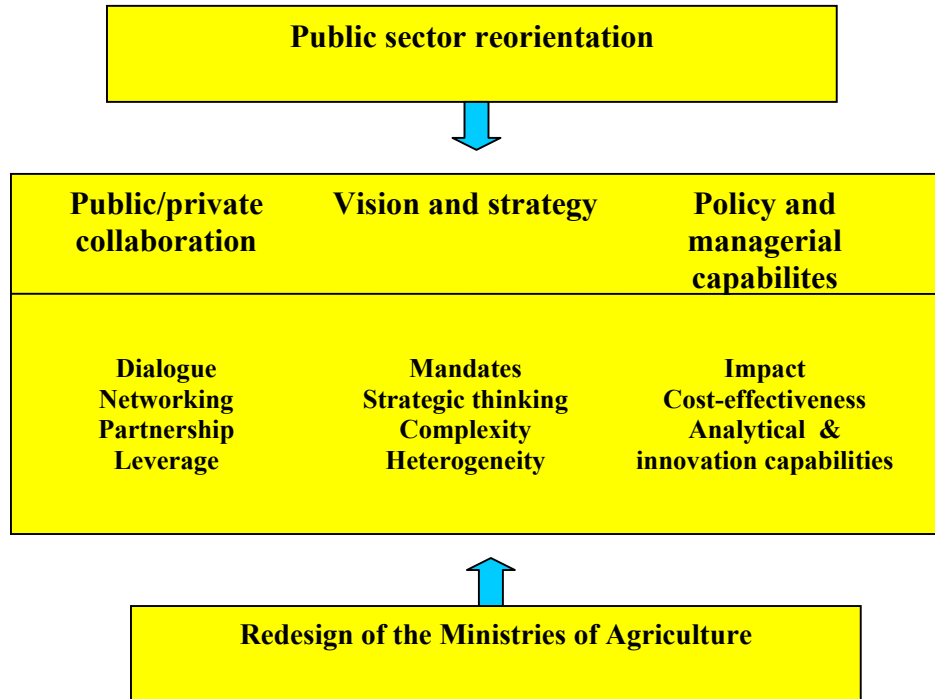 Public sector reorientation
Public/private
collaboration
Vision and strategy
Policy and
managerial
capabilites
Dialogue
Networking
Partnership
Leverage
Mandates
Strategic thinking
Complexity
Heterogeneity
Impact
Cost-effectiveness
Analytical &
innovation capabilities
Redesign of the Ministries of Agriculture